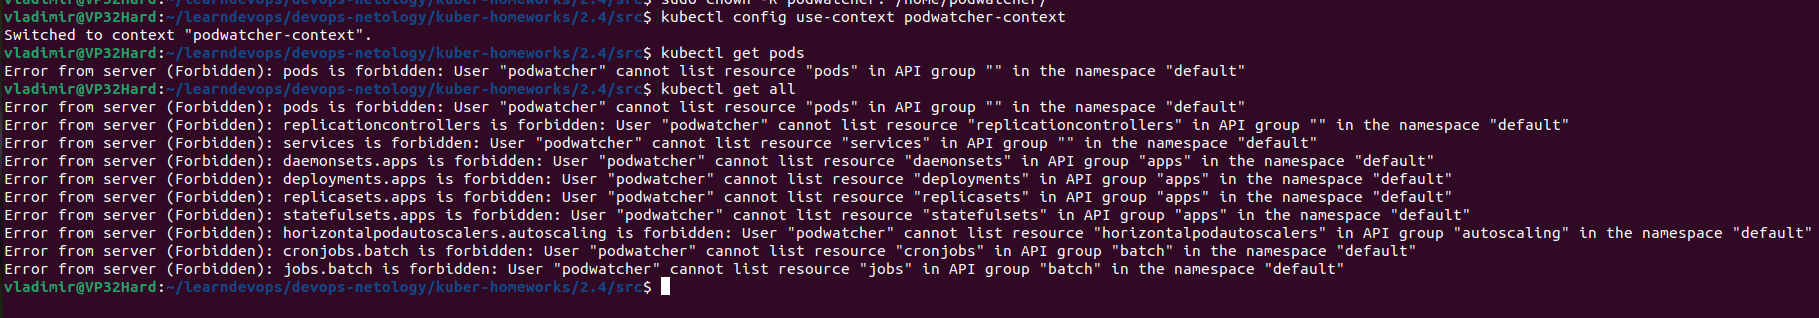 sudo chown -R podwatcher: /home/podwatcher/
vladimir@VP32Hard:~/learndevops/devops-netology/kuber-homeworks/2.4/src$ kubectl config use-context podwatcher-context
Switched to context "podwatcher-context".
vladimir@VP32Hard:~/learndevops/devops-netology/kuber-homeworks/2.4/src$ kubectl get pods
Error from server (Forbidden): pods is forbidden: User "podwatcher" cannot list resource "pods" in API group "" in the namespace "default"
vladimir@VP32Hard:~/learndevops/devops-netology/kuber-homeworks/2.4/src$ kubectl get all
Error from server (Forbidden): pods is forbidden: User "podwatcher" cannot list resource "pods" in API group "" in the namespace "default"
Error from server (Forbidden): replicationcontrollers is forbidden: User "podwatcher" cannot list resource "replicationcontrollers" in API group "" in the namespace "default"
Error from server (Forbidden): services is forbidden: User "podwatcher" cannot list resource "services" in API group "" in the namespace "default"
Error from server (Forbidden): daemonsets.apps is forbidden: User "podwatcher" cannot list resource "daemonsets" in API group "apps" in the namespace "default"
Error from server (Forbidden): deployments.apps is forbidden: User "podwatcher" cannot list resource "deployments" in API group "apps" in the namespace "default"
Error from server (Forbidden): replicasets.apps is forbidden: User "podwatcher" cannot list resource "replicasets" in API group "apps" in the namespace "default"
Error from server (Forbidden): statefulsets.apps is forbidden: User "podwatcher" cannot list resource "statefulsets" in API group "apps" in the namespace "default"
Error from server (Forbidden): horizontalpodautoscalers.autoscaling is forbidden: User "podwatcher" cannot list resource "horizontalpodautoscalers" in API group "autoscaling" in the namespace "default"
Error from server (Forbidden): cronjobs.batch is forbidden: User "podwatcher" cannot list resource "cronjobs" in API group "batch" in the namespace "default"
Error from server (Forbidden): jobs.batch is forbidden: User "podwatcher" cannot list resource "jobs" in API group "batch" in the namespace "default"
vladimir@VP32Hard:~/learndevops/devops-netology/kuber-homeworks/2.4/src$